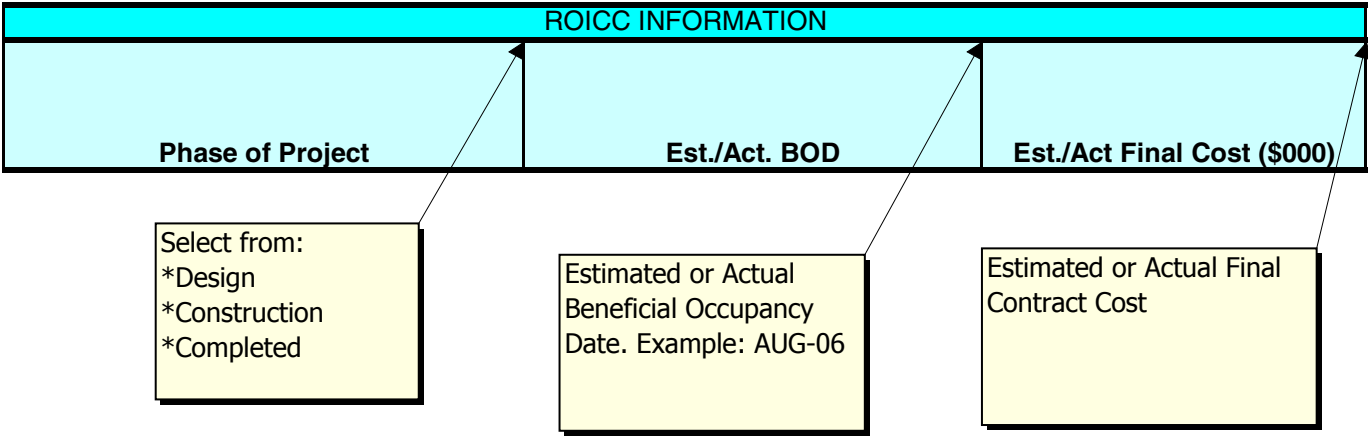 ROICC INFORMATION
Phase of Project
Est./Act. BOD
Est./Act Final Cost ($000)
Select from:
*Design
*Construction
*Completed
Estimated or Actual
Beneficial Occupancy
Date. Example: AUG-06
Estimated or Actual Final
Contract Cost